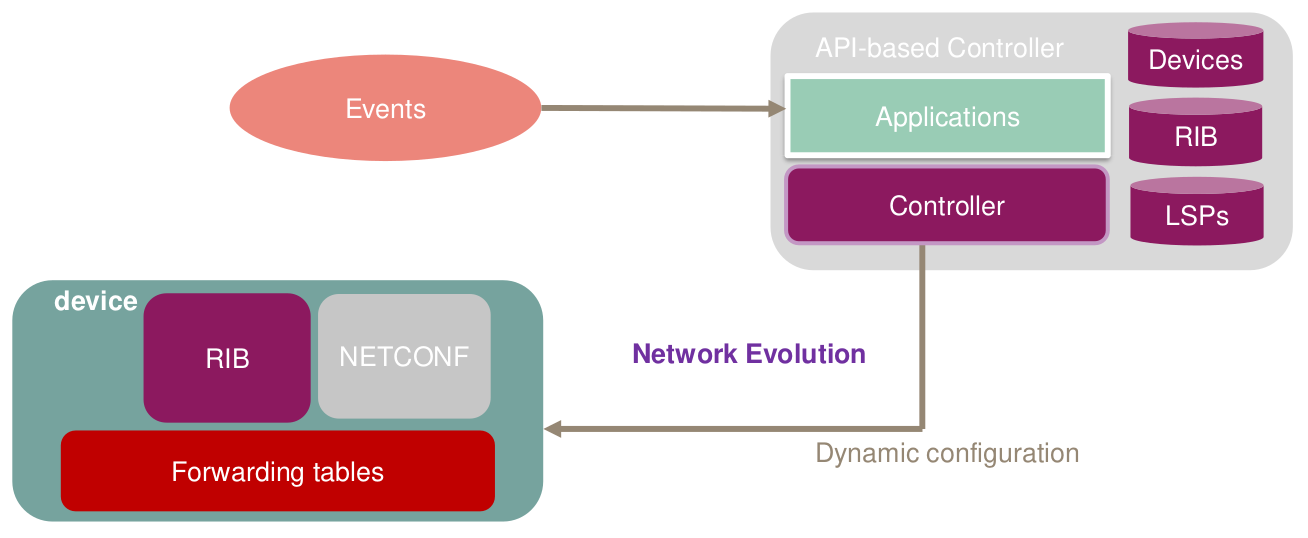 API-based Controller
Devices
Events
Applications
RIB
Controller
LSPs
device
RIB
NETCONF
Network Evolution
Forwarding tables
Dynamic configuration